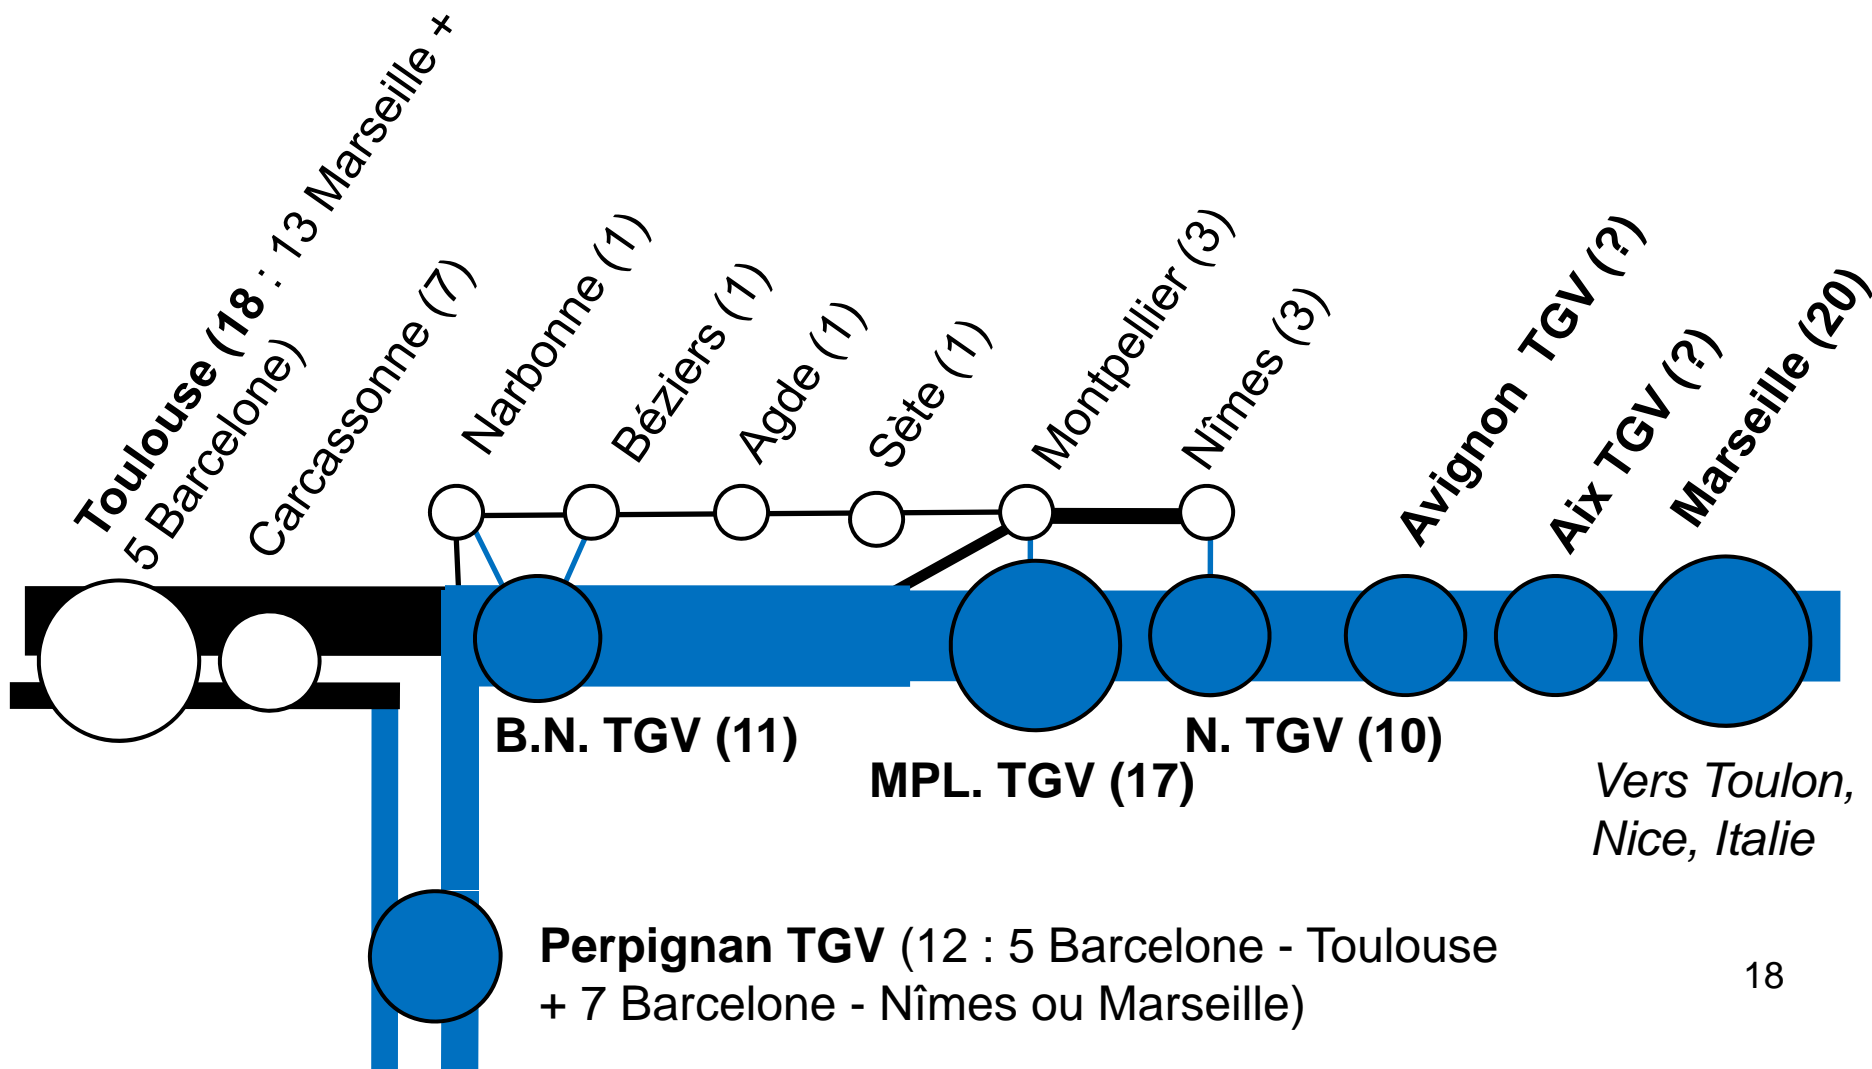 Toulouse (18 : 13 Marseille +
5 Barcelone)
Carcassonne (7)
Narbonne (1)
Béziers (1)
Agde (1)
Sète (1)
Montpellier (3)
Nîmes (3)
Avignon TGV (?)
Aix TGV (?)
Marseille (20)
B.N. TGV (11)
MPL. TGV (17)
N. TGV (10)
Vers Toulon,
Nice, Italie
Perpignan TGV (12 : 5 Barcelone - Toulouse
+ 7 Barcelone - Nîmes ou Marseille)
18